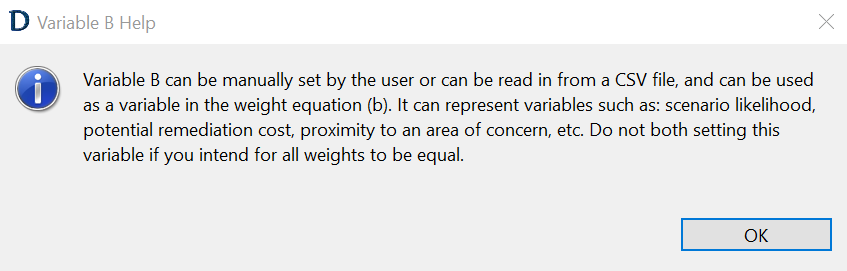 D Variable B Help
Variable B can be manually set by the user or can be read in from a CSV file, and can be used
as a variable in the weight equation (b). It can represent variables such as: scenario likelihood,
potential remediation cost, proximity to an area of concern, etc. Do not both setting this
variable if you intend for all weights to be equal.
OK